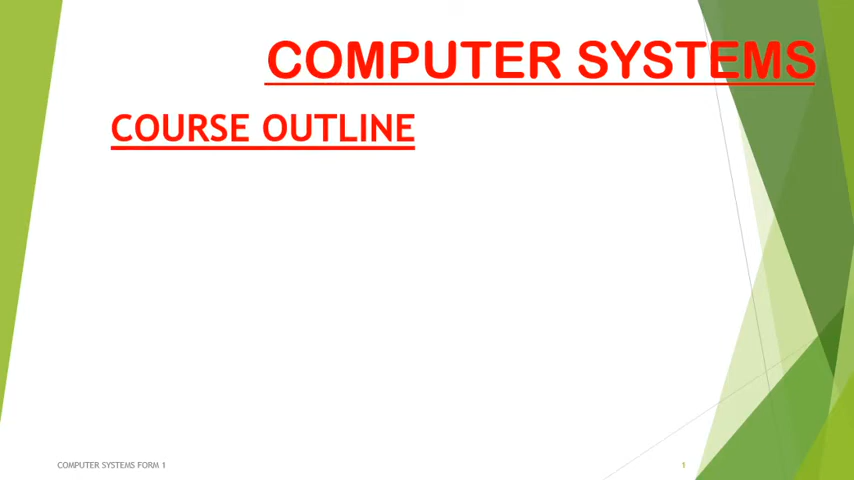 COMPUTER SYSTEMS
COURSE OUTLINE
COMPUTER SYSTEMS FORM 1
1